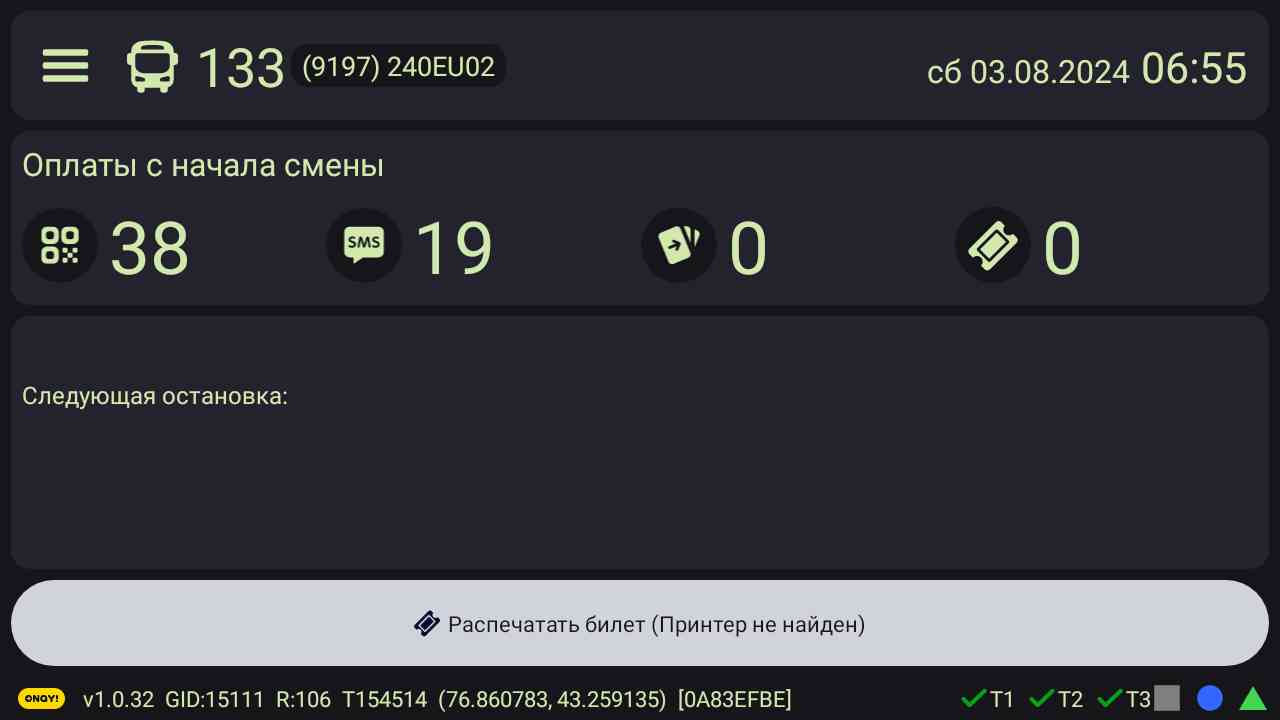 133 (9197) 240EU02 сб 03.08.2024 06:55
Оплаты с начала смены
38 SMS 19 0 0
Следующая остановка:
Распечатать билет (Принтер не найден)
ONAY! v1.0.32 GID:15111 R:106 T154514 (76.860783, 43.259135) [0A83EFBE] T1 T2 T3